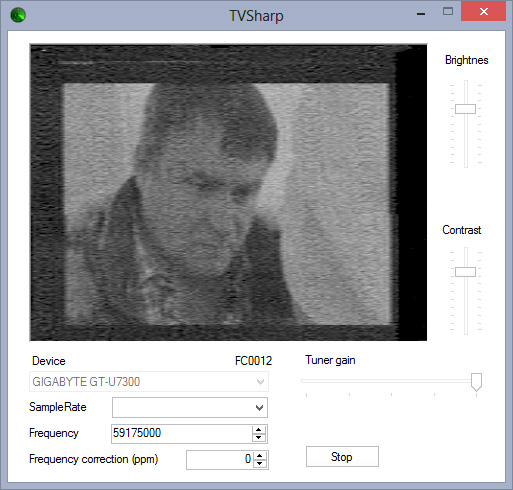 TVSharp
Brightnes
Contrast
Device FC0012 Tuner gain
GIGABYTE GT-U7300
SampleRate
Frequency 59175000
Frequency correction (ppm) 0 Stop